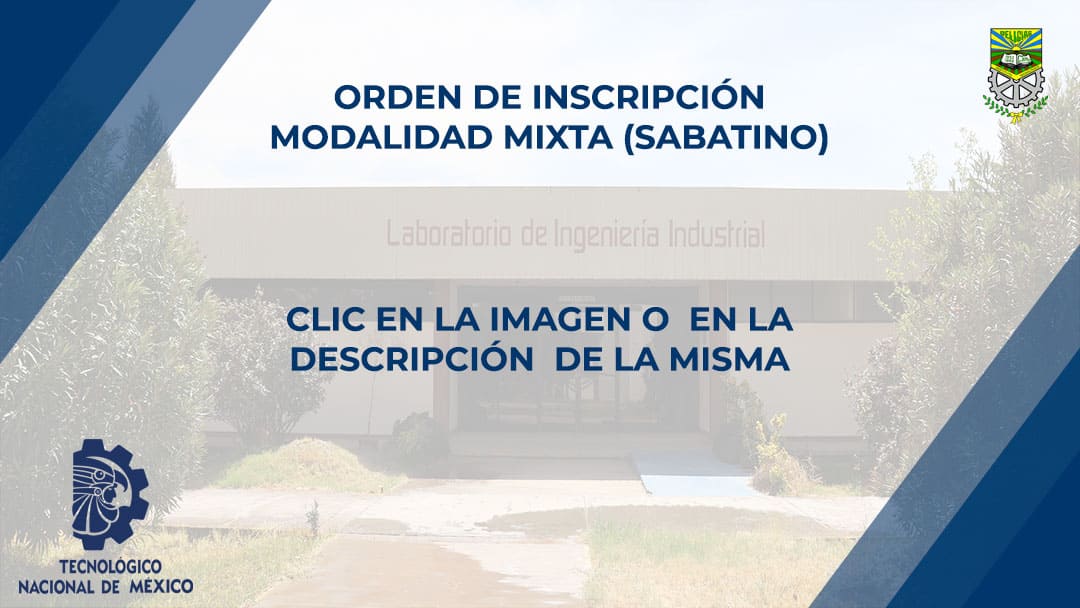 DELICIAS
ORDEN DE INSCRIPCIÓN
MODALIDAD MIXTA (SABATINO)
Laboratorio de Ingeniería Industrial
CLIC EN LA IMAGEN O EN LA
DESCRIPCIÓN DE LA MISMA
TECNOLÓGICO
NACIONAL DE MÉXICO